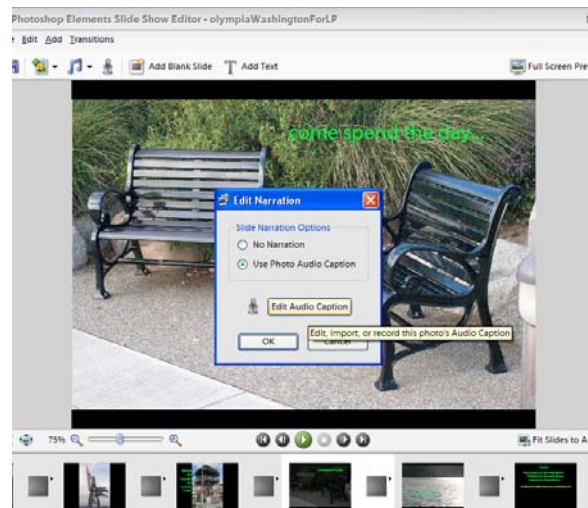 Photoshop Elements Slide Show Editor - olympiaWashingtonForLP
Edit Add Transitions
Add Blank Slide Add Text Full Screen Pre
come spend the day...
Edit Narration
Slide Narration Options
No Narration
Use Photo Audio Caption
Edit Audio Caption
Edit, import, or record this photo's Audio Caption
OK Cancel
75% Fit Slides to A